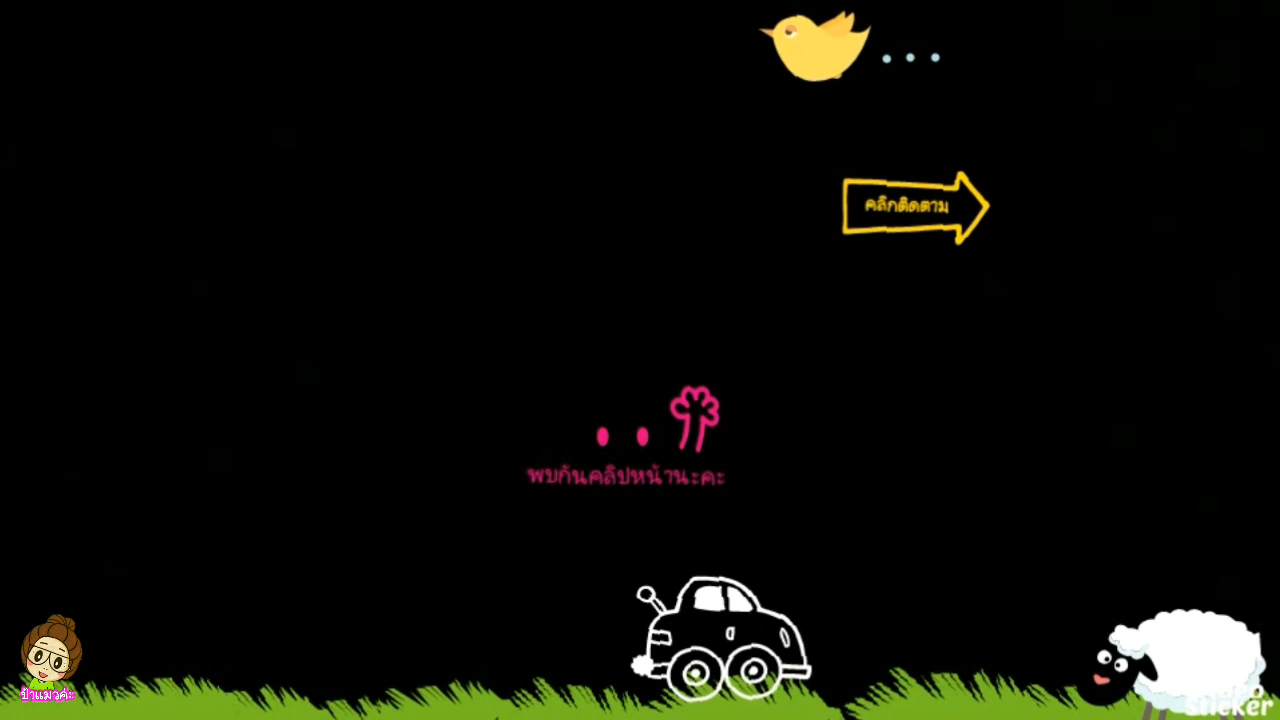 คลิกติดตาม
พบกันคลิปหน้านะคะ
ป้าแมวค่ะ
sticker